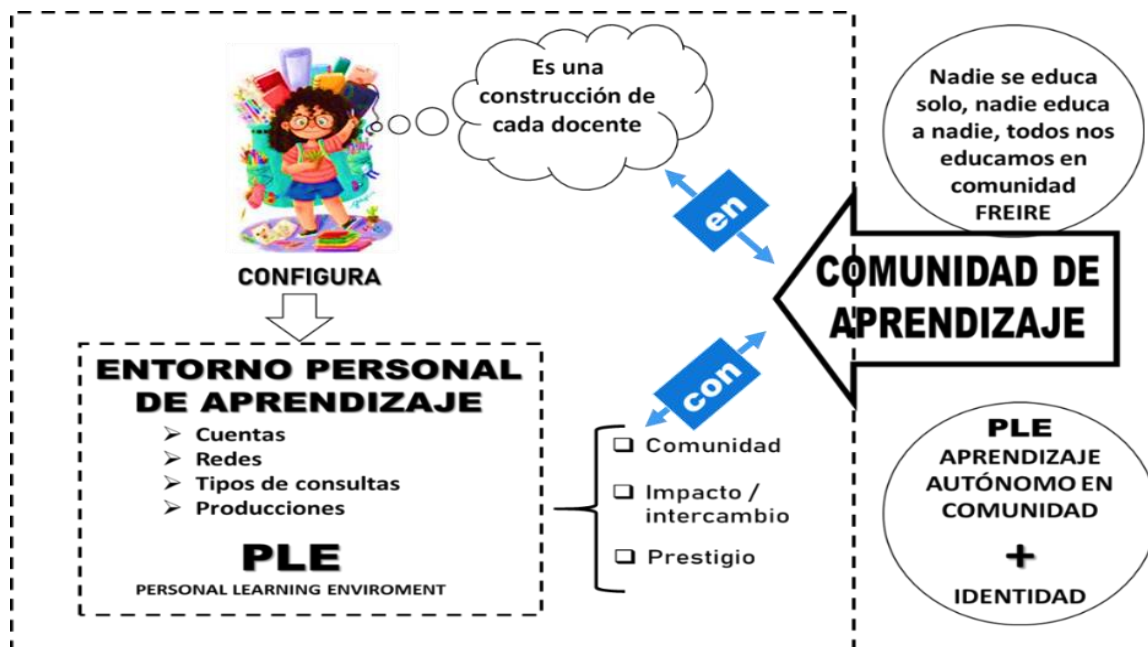 Es una
construcción de
cada docente
Nadie se educa
solo, nadie educa
a nadie, todos nos
educamos en
comunidad
FREIRE
en
COMUNIDAD DE
APRENDIZAJE
CONFIGURA
ENTORNO PERSONAL
DE APRENDIZAJE
Cuentas
Redes
Tipos de consultas
Producciones
PLE
PERSONAL LEARNING ENVIROMENT
con
Comunidad
Impacto /
intercambio
Prestigio
PLE
APRENDIZAJE
AUTÓNOMO EN
COMUNIDAD
+
IDENTIDAD